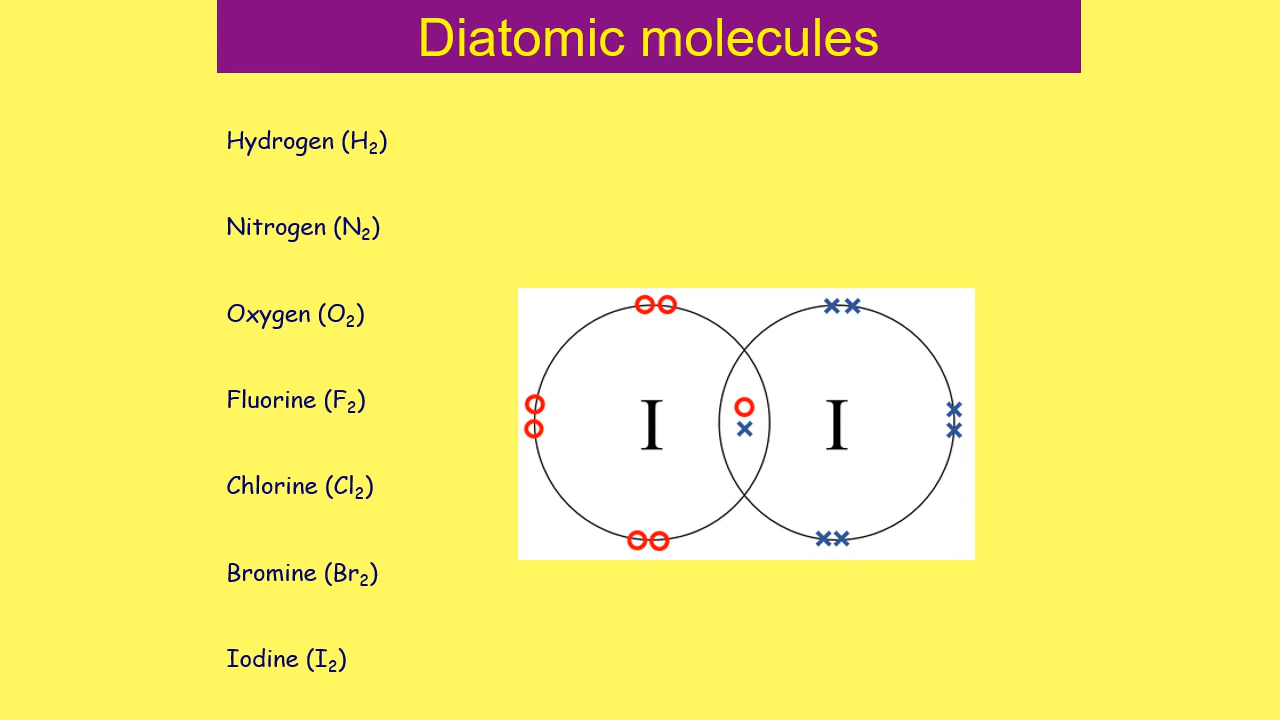 Diatomic molecules
Hydrogen (H₂)
Nitrogen (N₂)
Oxygen (O₂)
Fluorine (F₂)
Chlorine (Cl₂)
Bromine (Br₂)
Iodine (I₂)
I I